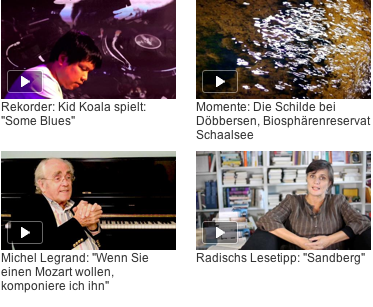 Rekorder: Kid Koala spielt:
"Some Blues"
Momente: Die Schilde bei
Döbbersen, Biosphärenreservat
Schaalsee
Michel Legrand: "Wenn Sie
einen Mozart wollen,
komponiere ich ihn"
Radischs Lesetipp: "Sandberg"